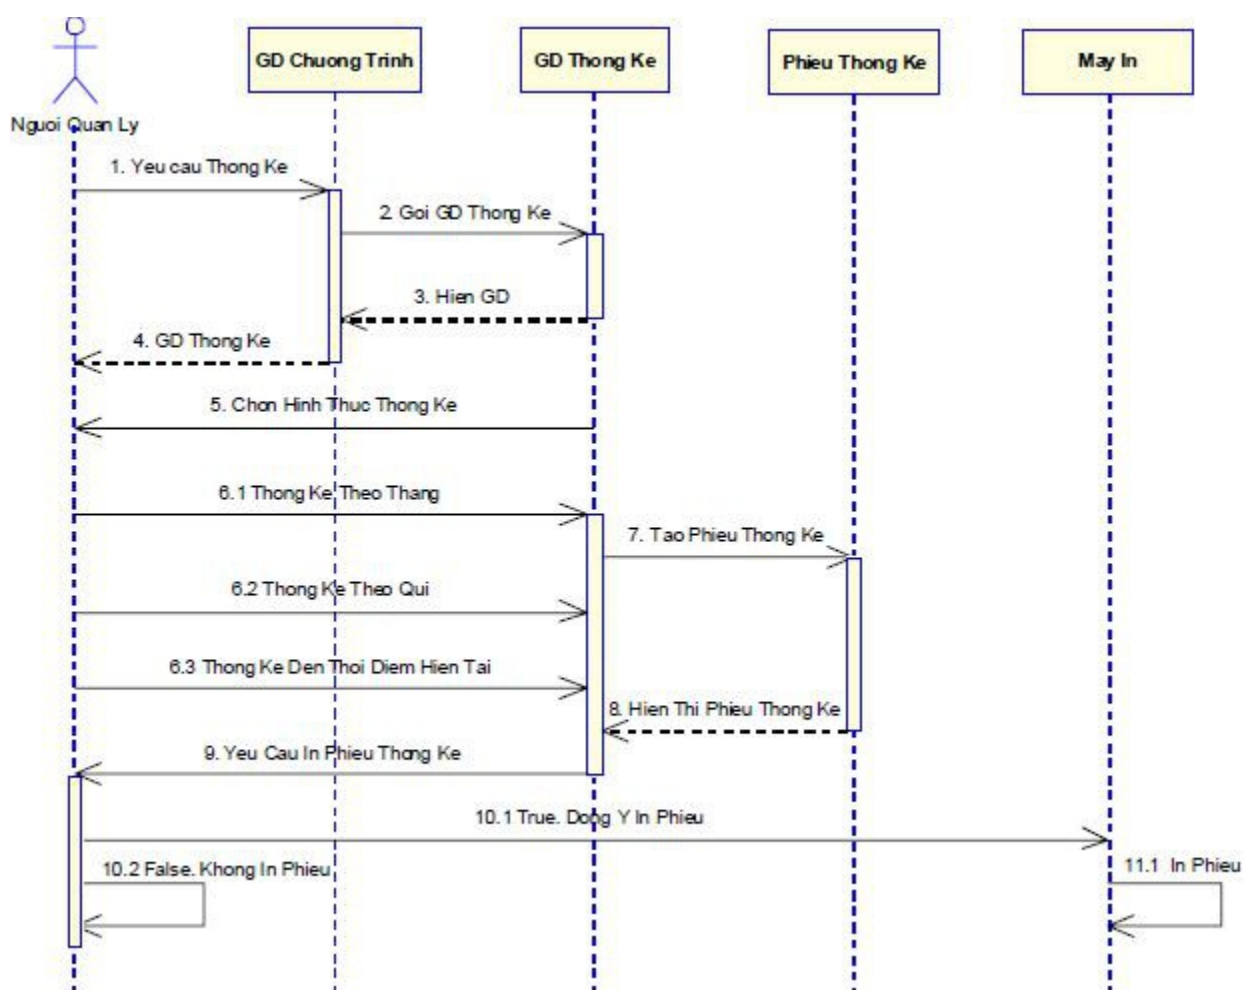 GD Chuong Trinh
GD Thong Ke
Phieu Thong Ke
May In
Nguoi Quan Ly
1. Yeu cau Thong Ke
2. Goi GD Thong Ke
3. Hien GD
4. GD Thong Ke
5. Chon Hinh Thuc Thong Ke
6.1 Thong Ke Theo Thang
7. Tao Phieu Thong Ke
6.2 Thong Ke Theo Qui
6.3 Thong Ke Den Thoi Diem Hien Tai
8. Hien Thi Phieu Thong Ke
9. Yeu Cau In Phieu Thong Ke
10.1 True. Dong Y In Phieu
10.2 False. Khong In Phieu
11.1 In Phieu